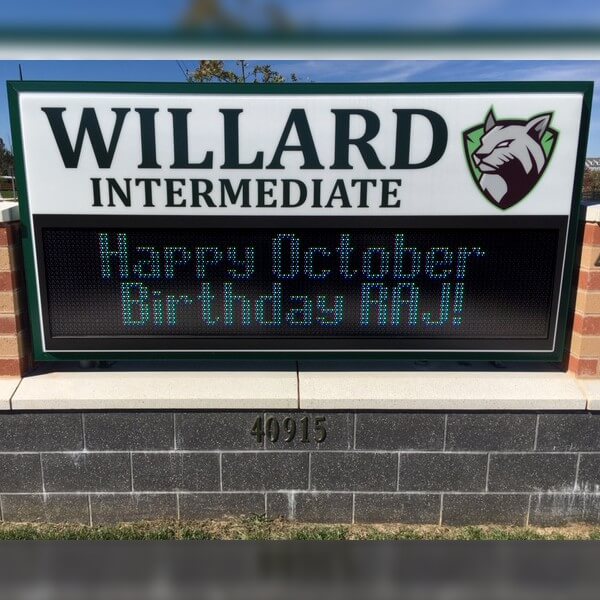 WILLARD
INTERMEDIATE
Happy October
Birthday RAJ!
40915